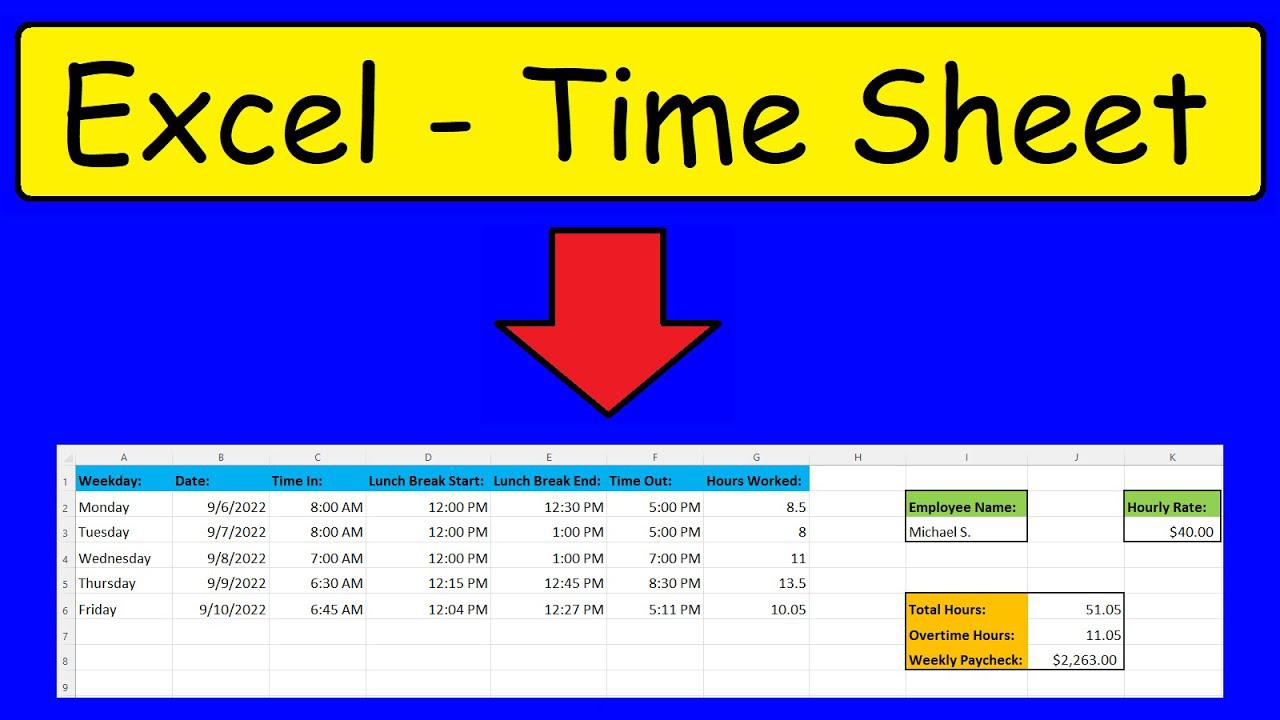 Excel - Time Sheet
A B C D E F G H I J K
1 Weekday: Date: Time In: Lunch Break Start: Lunch Break End: Time Out: Hours Worked:
2 Monday 9/6/2022 8:00 AM 12:00 PM 12:30 PM 5:00 PM 8.5 Employee Name: Hourly Rate:
3 Tuesday 9/7/2022 8:00 AM 12:00 PM 1:00 PM 5:00 PM 8 Michael S. $40.00
4 Wednesday 9/8/2022 7:00 AM 12:00 PM 1:00 PM 7:00 PM 11
5 Thursday 9/9/2022 6:30 AM 12:15 PM 12:45 PM 8:30 PM 13.5
6 Friday 9/10/2022 6:45 AM 12:04 PM 12:27 PM 5:11 PM 10.05 Total Hours: 51.05
7 Overtime Hours: 11.05
8 Weekly Paycheck: $2,263.00
9